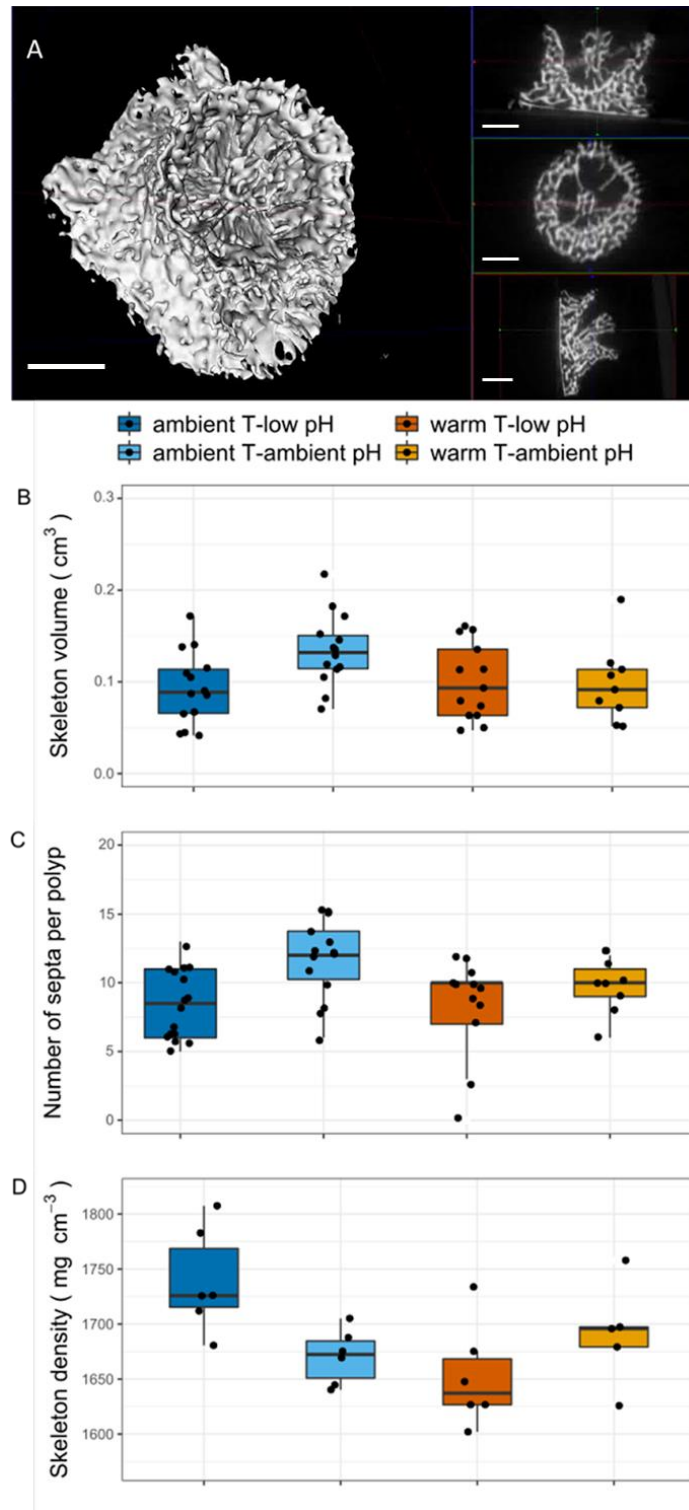 A
ambient T-low pH
warm T-low pH
ambient T-ambient pH
warm T-ambient pH
B
Skeleton volume ( cm³ )
0.3
0.2
0.1
0.0
C
Number of septa per polyp
20
15
10
5
0
D
Skeleton density ( mg cm⁻³ )
1800
1750
1700
1650
1600